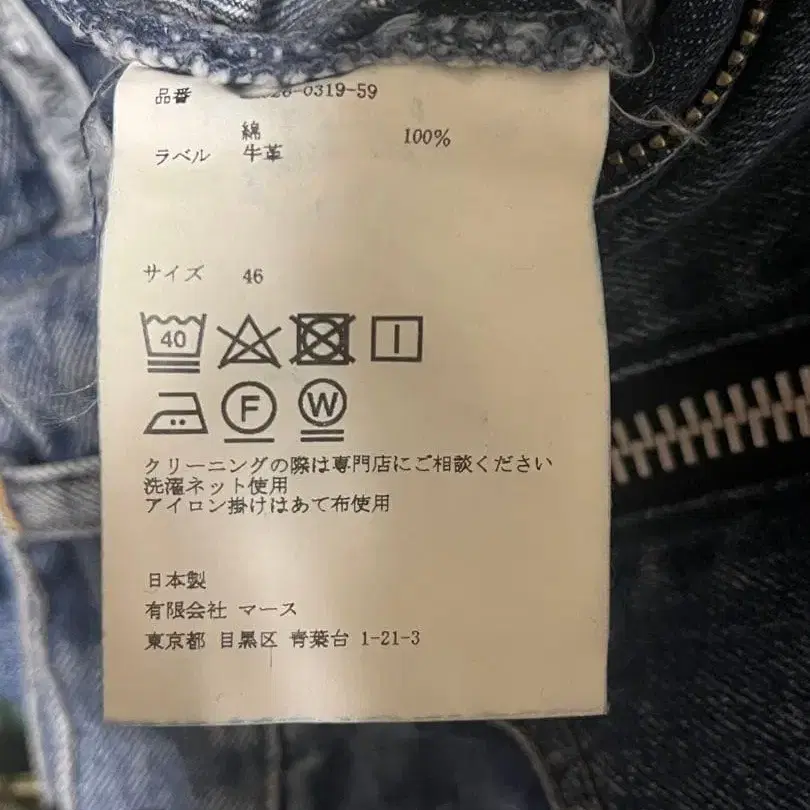 品番 0319-59
綿 100%
ラベル 牛革
サイズ 46
40
F W
クリーニングの際は専門店にご相談ください
洗濯ネット使用
アイロン掛けはあて布使用
日本製
有限会社 マース
東京都 目黒区 青葉台 1-21-3